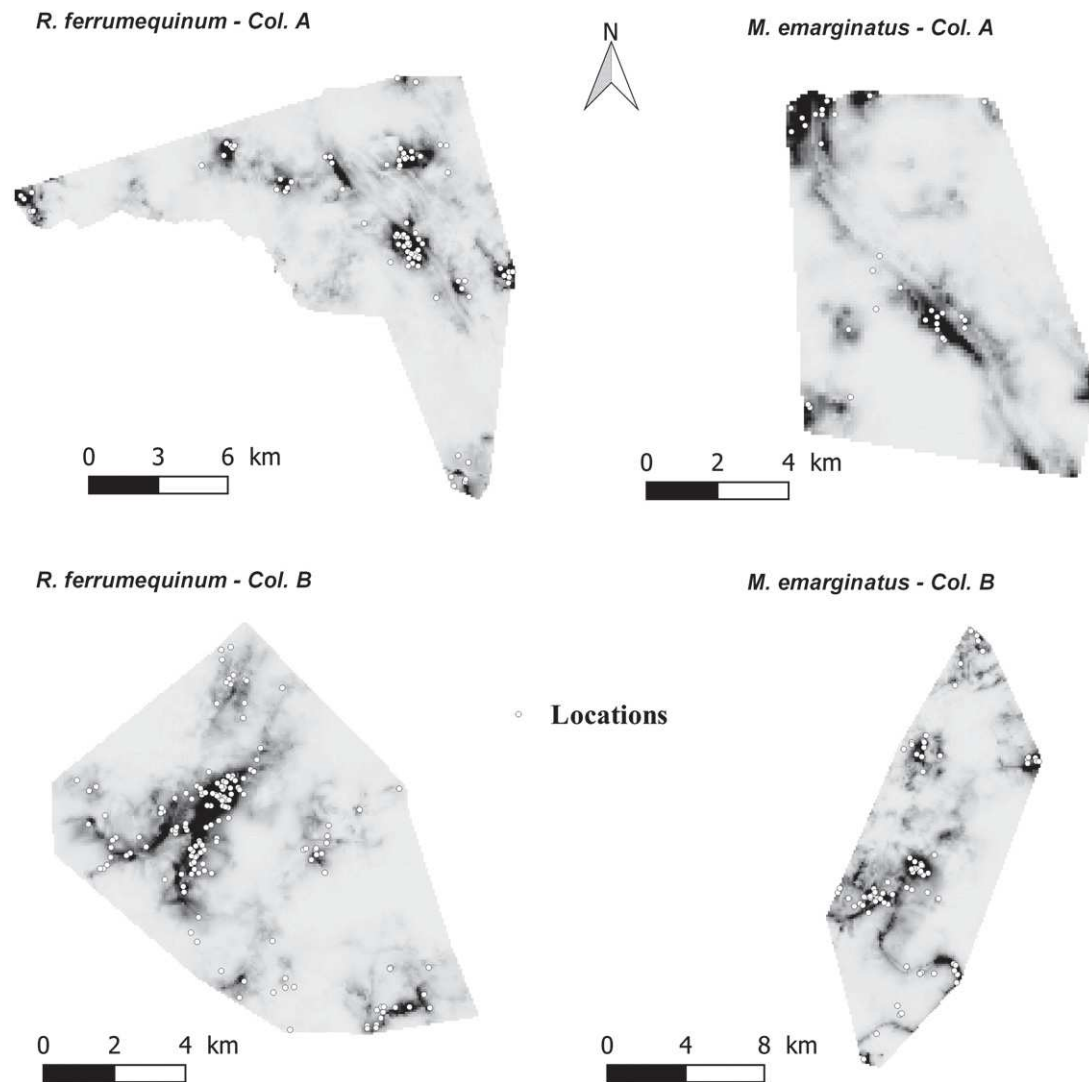 R. ferrumequinum - Col. A
N
M. emarginatus - Col. A
0 3 6 km
0 2 4 km
R. ferrumequinum - Col. B
M. emarginatus - Col. B
Locations
0 2 4 km
0 4 8 km